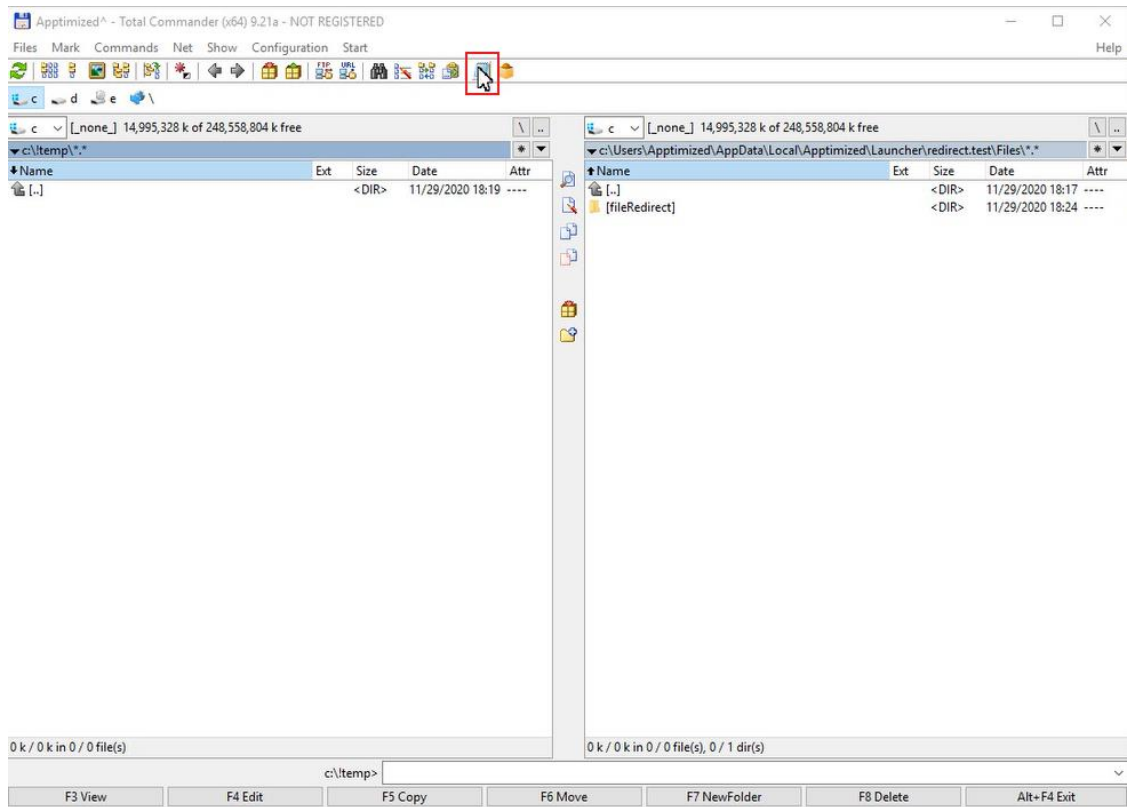 Apptimized^ - Total Commander (x64) 9.21a - NOT REGISTERED
Files Mark Commands Net Show Configuration Start Help
FTP URL
c d e \
c [_none_] 14,995,328 k of 248,558,804 k free \ ..
c:\!temp\*.* * 
Name Ext Size Date Attr
[..] <DIR> 11/29/2020 18:19 ----
0 k / 0 k in 0 / 0 file(s)
c [_none_] 14,995,328 k of 248,558,804 k free \ ..
c:\Users\Apptimized\AppData\Local\Apptimized\Launcher\redirect.test\Files\*.* *
Name Ext Size Date Attr
[..] <DIR> 11/29/2020 18:17 ----
[fileRedirect] <DIR> 11/29/2020 18:24 ----
0 k / 0 k in 0 / 0 file(s), 0 / 1 dir(s)
c:\!temp>
F3 View F4 Edit F5 Copy F6 Move F7 NewFolder F8 Delete Alt+F4 Exit